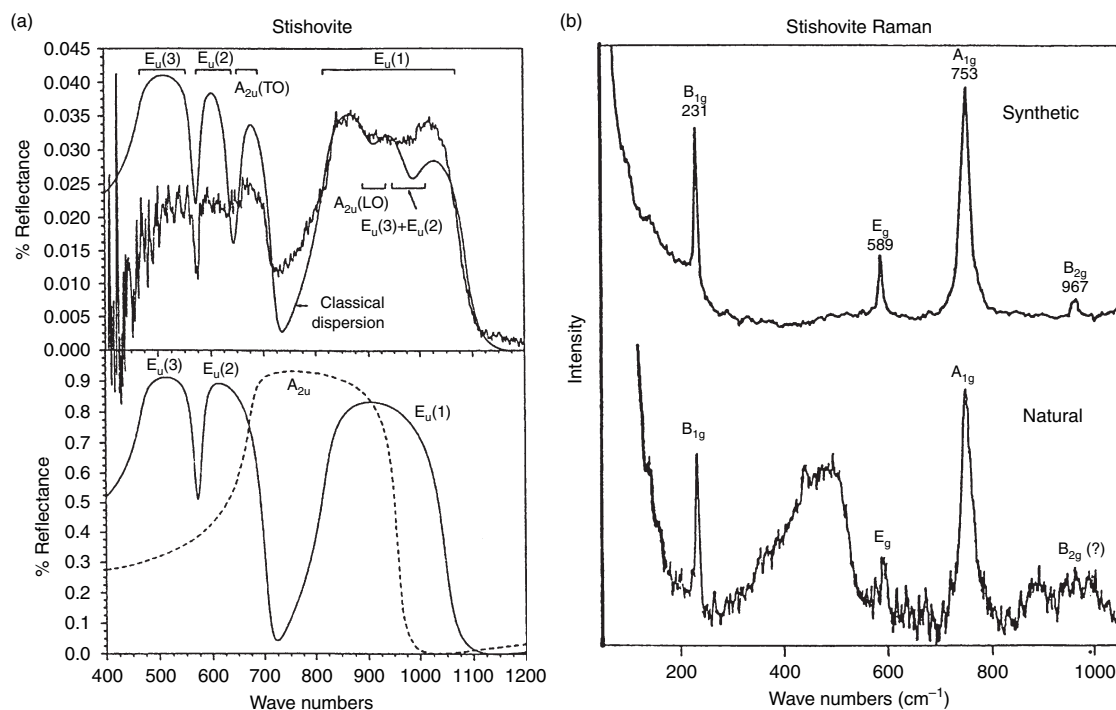 (a)
Stishovite
% Reflectance
0.045
0.040
0.035
0.030
0.025
0.020
0.015
0.010
0.005
0.000
Eu(3)
Eu(2)
A2u(TO)
Eu(1)
A2u(LO)
Eu(3)+Eu(2)
Classical
dispersion
% Reflectance
0.9
0.8
0.7
0.6
0.5
0.4
0.3
0.2
0.1
0.0
Eu(3)
Eu(2)
A2u
Eu(1)
400 500 600 700 800 900 1000 1100 1200
Wave numbers
(b)
Stishovite Raman
Intensity
B1g
231
Eg
589
A1g
753
B2g
967
Synthetic
B1g
Eg
A1g
B2g (?)
Natural
200 400 600 800 1000
Wave numbers (cm−1)